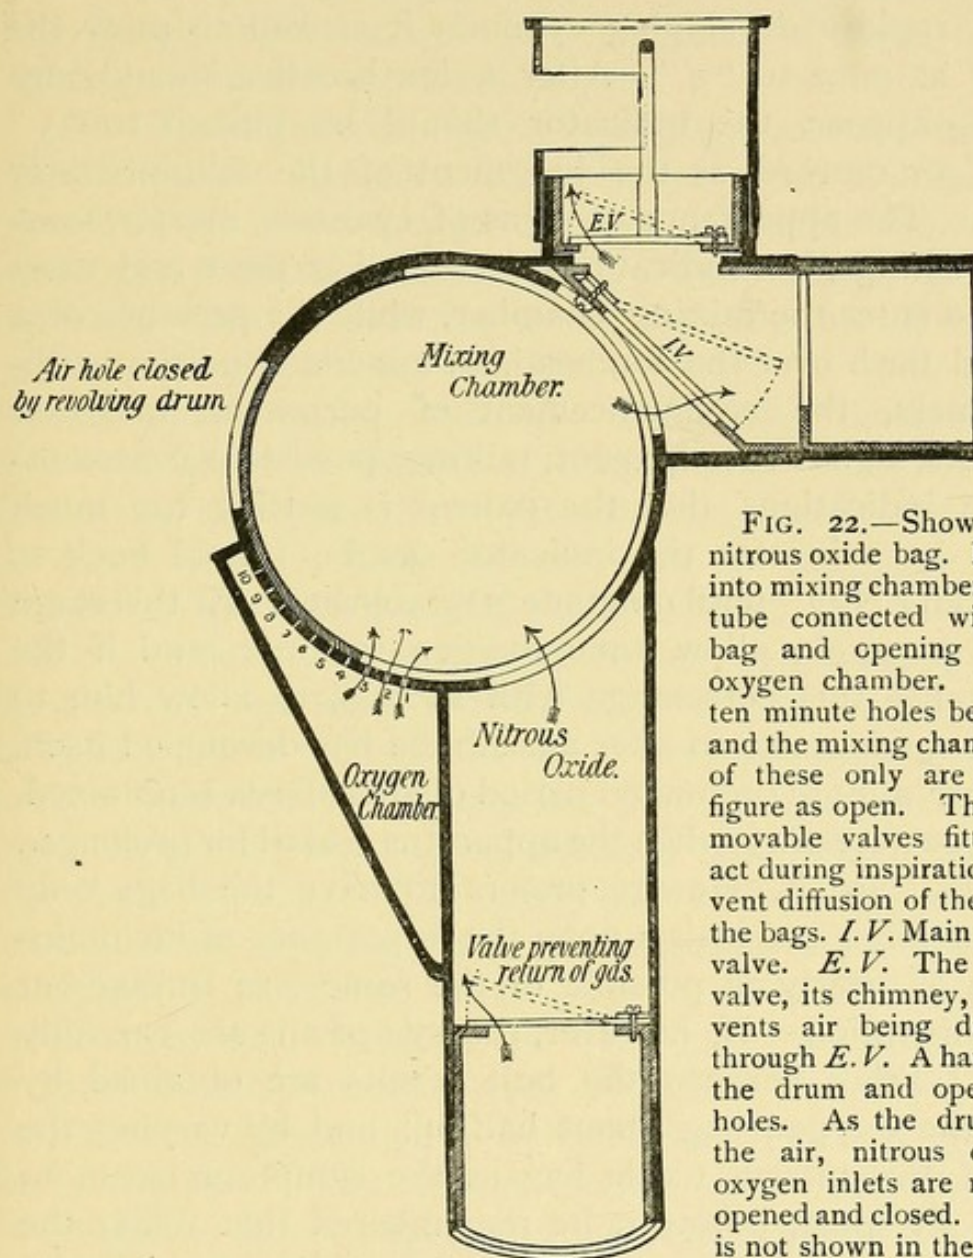 E.V.
I.V.
Mixing
Chamber.
Air hole closed
by revolving drum
10
9
8
7
6
5
4
3
2
1
Nitrous
Oxide.
Oxygen
Chamber.
Valve preventing
return of gas.
FIG. 22.—Show
nitrous oxide bag.
into mixing chambe
tube connected w
bag and opening
oxygen chamber.
ten minute holes be
and the mixing cham
of these only are
figure as open. Th
movable valves fit
act during inspiratio
vent diffusion of the
the bags. I.V. Main
valve. E.V. The
valve, its chimney,
vents air being d
through E.V. A ha
the drum and ope
holes. As the dru
the air, nitrous
oxygen inlets are
opened and closed.
is not shown in the